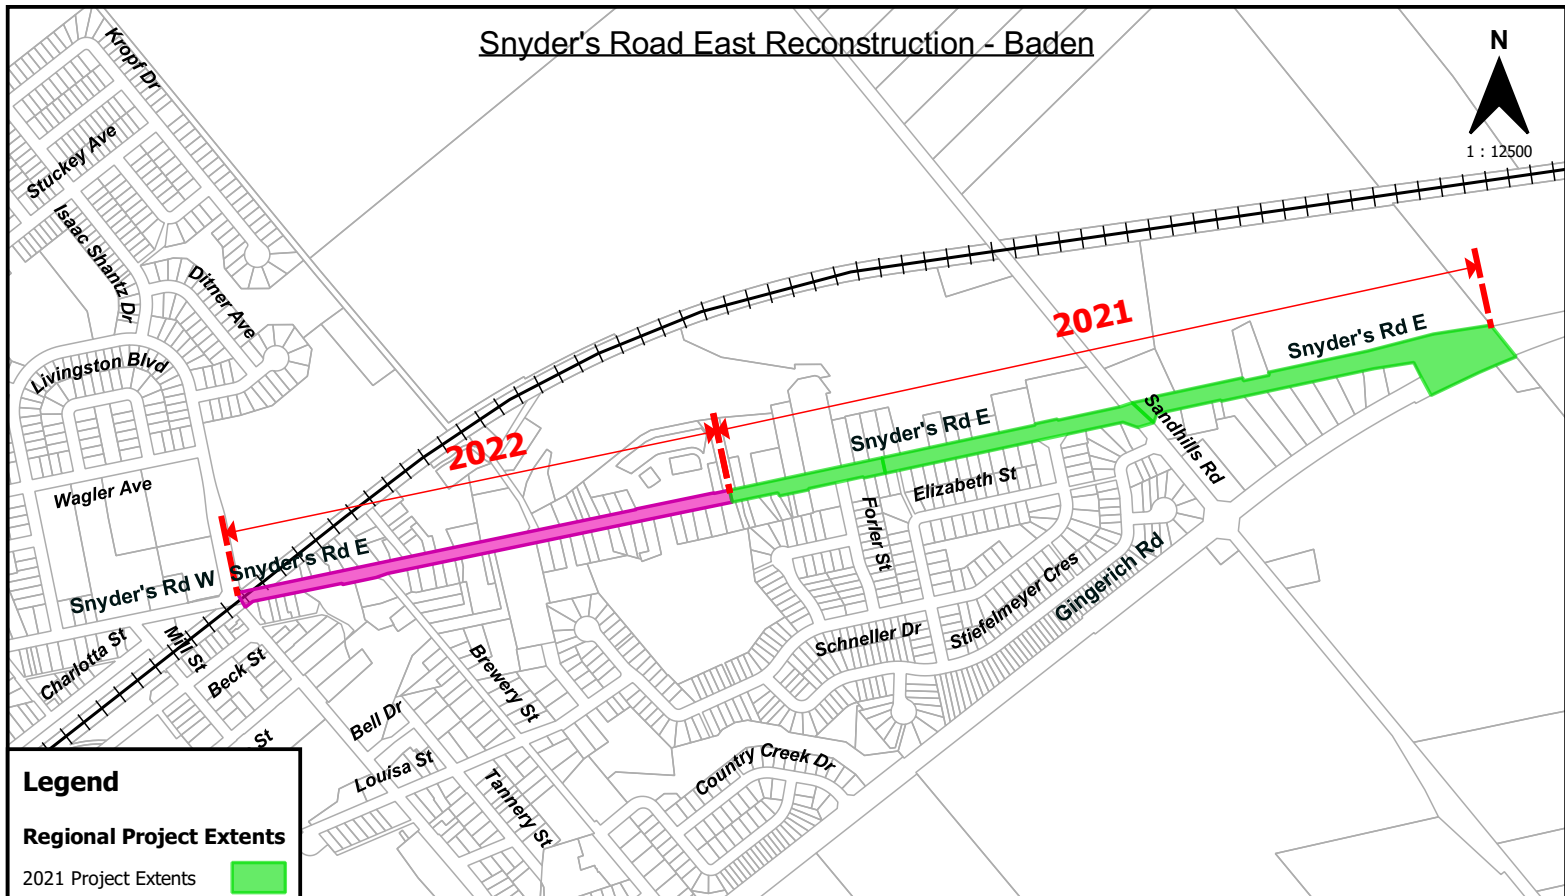 Snyder's Road East Reconstruction - Baden
N
1 : 12500
Kropf Dr
Stuckey Ave
Isaac Shantz Dr
Ditner Ave
Livingston Blvd
2021
Snyder's Rd E
Sandhills Rd
Snyder's Rd E
2022
Wagler Ave
Elizabeth St
Forler St
Snyder's Rd E
Snyder's Rd W
Stiefelmeyer Cres
Gingerich Rd
Schneller Dr
Charlotta St
Mill St
Beck St
Brewery St
Bell Dr
St
Louisa St
Country Creek Dr
Tannery St
Legend
Regional Project Extents
2021 Project Extents